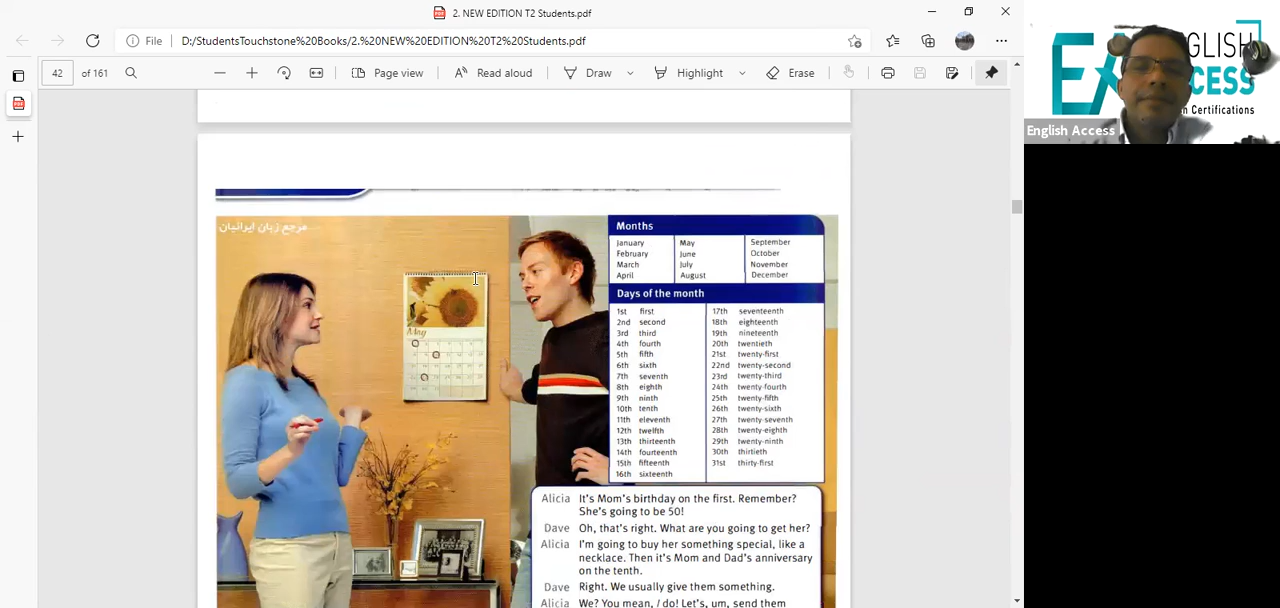 2. NEW EDITION T2 Students.pdf
File
D:/StudentsTouchstone%20Books/2.%20NEW%20EDITION%20T2%20Students.pdf
42
of 161
Page view
Read aloud
Draw
Highlight
Erase
مرجع زبان ایرانیان
May
Months
January May September
February June October
March July November
April August December
Days of the month
1st first 17th seventeenth
2nd second 18th eighteenth
3rd third 19th nineteenth
4th fourth 20th twentieth
5th fifth 21st twenty-first
6th sixth 22nd twenty-second
7th seventh 23rd twenty-third
8th eighth 24th twenty-fourth
9th ninth 25th twenty-fifth
10th tenth 26th twenty-sixth
11th eleventh 27th twenty-seventh
12th twelfth 28th twenty-eighth
13th thirteenth 29th twenty-ninth
14th fourteenth 30th thirtieth
15th fifteenth 31st thirty-first
16th sixteenth
Alicia It's Mom's birthday on the first. Remember?
She's going to be 50!
Dave Oh, that's right. What are you going to get her?
Alicia I'm going to buy her something special, like a
necklace. Then it's Mom and Dad's anniversary
on the tenth.
Dave Right. We usually give them something.
Alicia We? You mean, I do! Let's, um, send them
GLISH
CESS
n Certifications
English Access